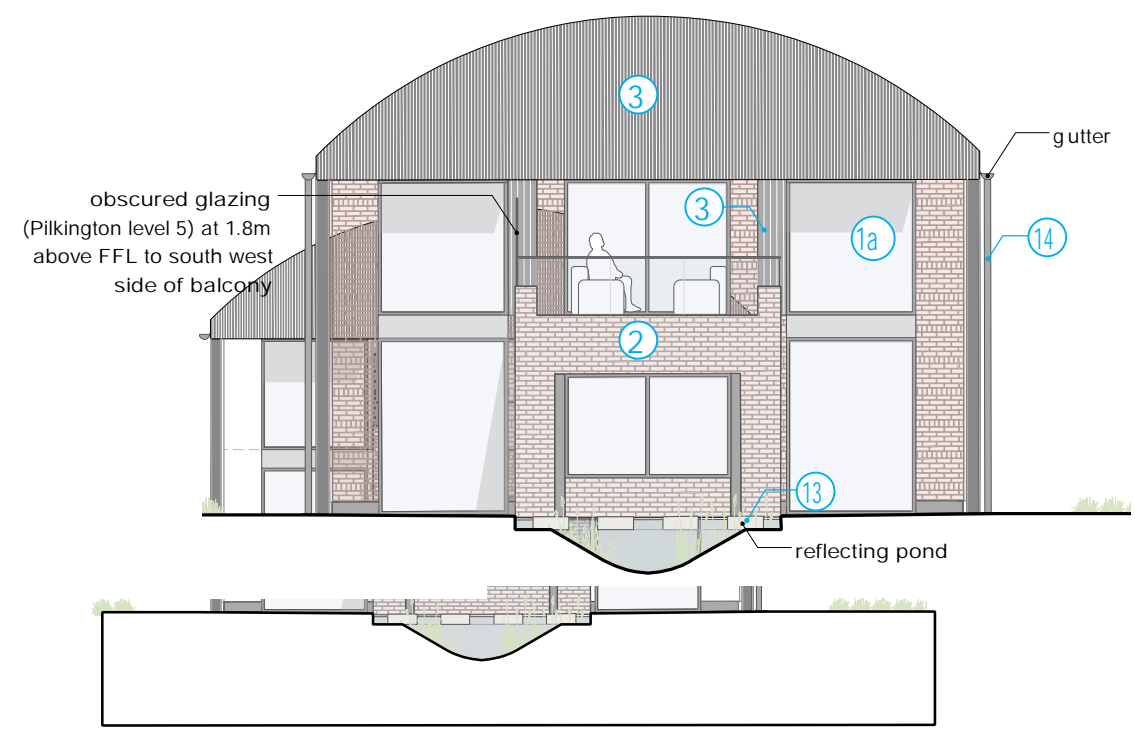 3
gutter
obscured glazing
(Pilkington level 5) at 1.8m
above FFL to south west
side of balcony
3
1a
14
2
13
reflecting pond